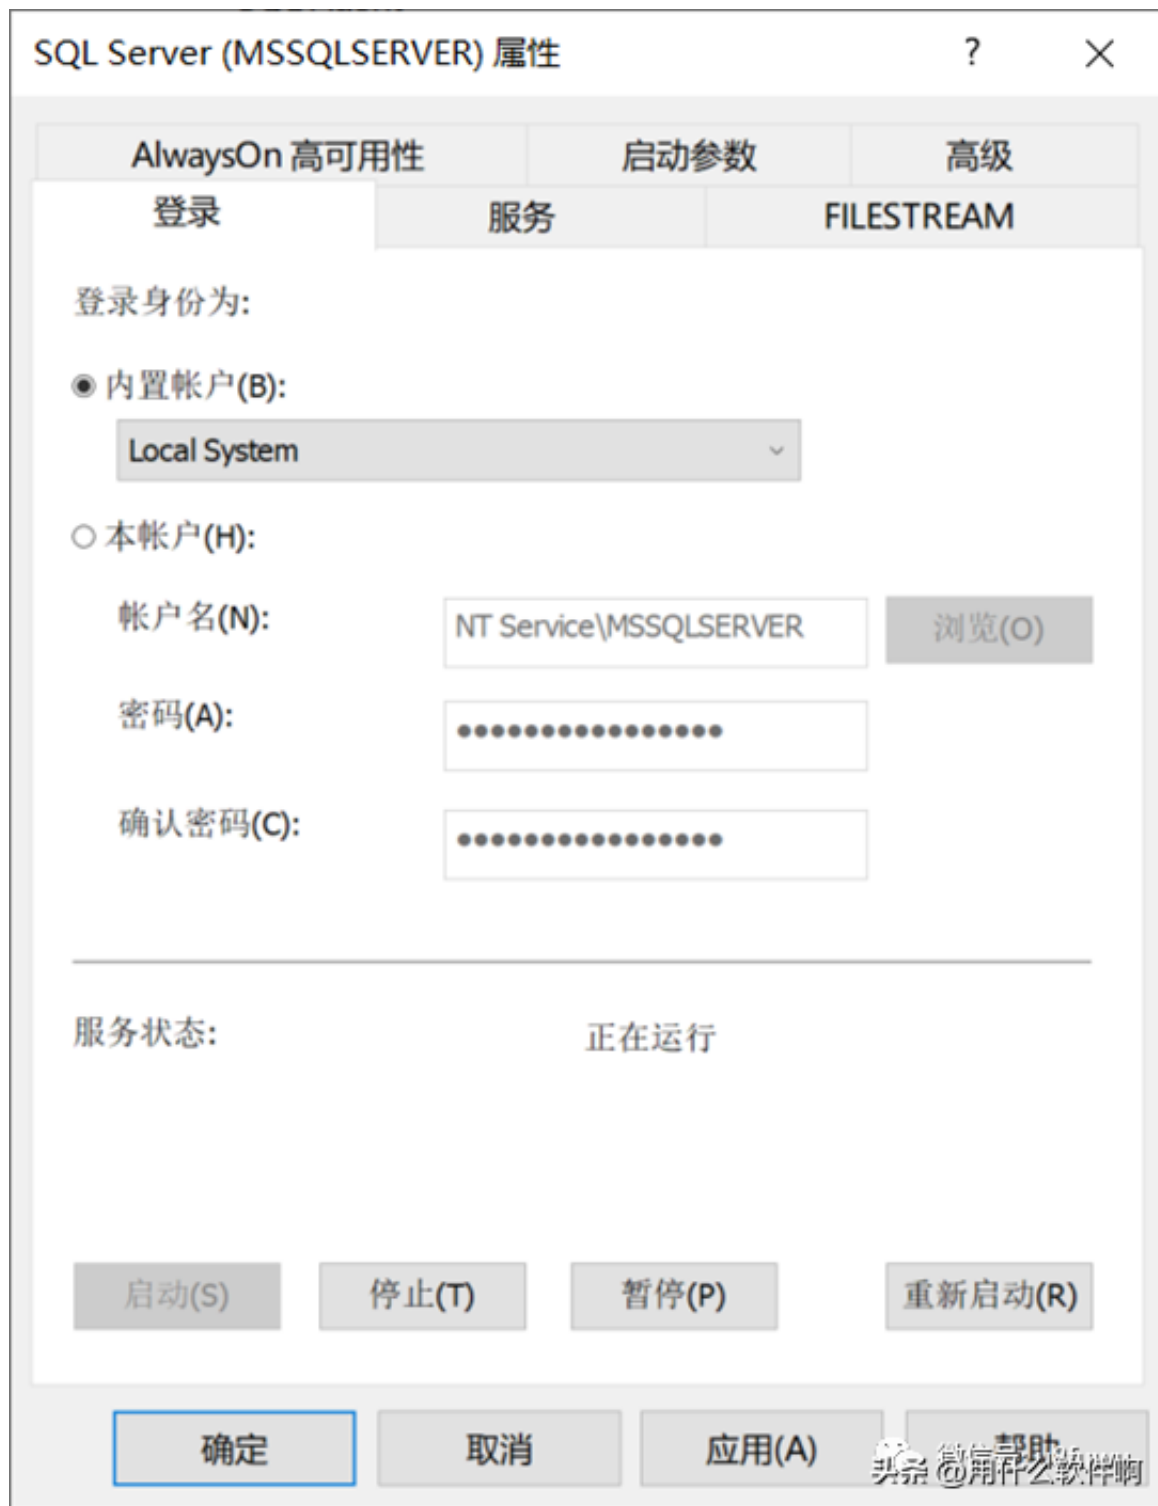 SQL Server (MSSQLSERVER) 属性
?
AlwaysOn 高可用性
启动参数
高级
登录
服务
FILESTREAM
登录身份为:
内置帐户(B):
Local System
本帐户(H):
帐户名(N):
NT Service\MSSQLSERVER
浏览(O)
密码(A):
●●●●●●●●●●●●●●●●
确认密码(C):
●●●●●●●●●●●●●●●●
服务状态:
正在运行
启动(S)
停止(T)
暂停(P)
重新启动(R)
确定
取消
应用(A)
帮助
头条 @用什么软件啊